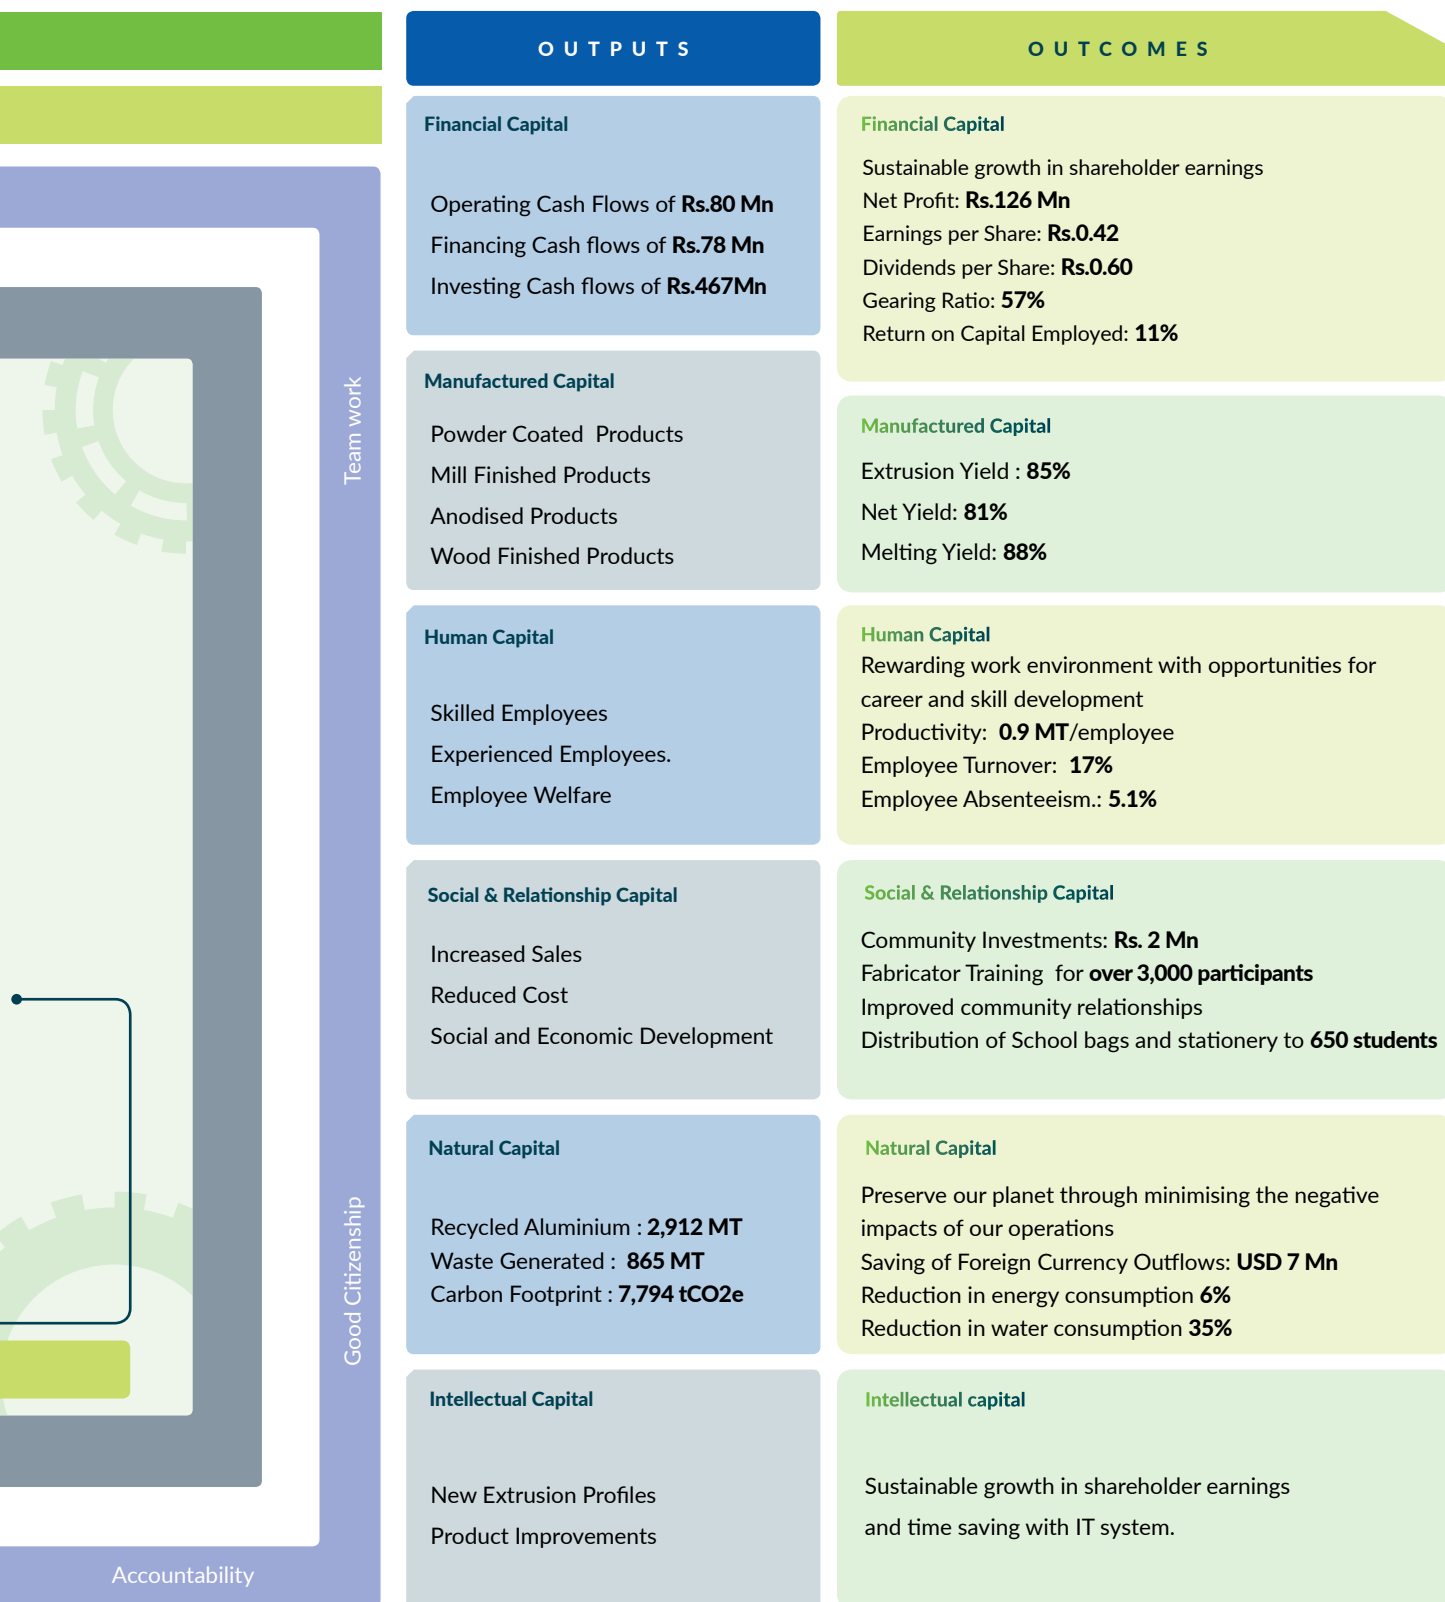 Team work
Good Citizenship
Accountability
OUTPUTS
Financial Capital
Operating Cash Flows of Rs.80 Mn
Financing Cash flows of Rs.78 Mn
Investing Cash flows of Rs.467Mn
Manufactured Capital
Powder Coated  Products
Mill Finished Products
Anodised Products
Wood Finished Products
Human Capital
Skilled Employees
Experienced Employees.
Employee Welfare
Social & Relationship Capital
Increased Sales
Reduced Cost
Social and Economic Development
Natural Capital
Recycled Aluminium : 2,912 MT
Waste Generated :  865 MT
Carbon Footprint : 7,794 tCO2e
Intellectual Capital
New Extrusion Profiles
Product Improvements
OUTCOMES
Financial Capital
Sustainable growth in shareholder earnings
Net Profit: Rs.126 Mn
Earnings per Share: Rs.0.42
Dividends per Share: Rs.0.60
Gearing Ratio: 57%
Return on Capital Employed: 11%
Manufactured Capital
Extrusion Yield : 85%
Net Yield: 81%
Melting Yield: 88%
Human Capital
Rewarding work environment with opportunities for
career and skill development
Productivity:  0.9 MT/employee
Employee Turnover:  17%
Employee Absenteeism.: 5.1%
Social & Relationship Capital
Community Investments: Rs. 2 Mn
Fabricator Training  for over 3,000 participants
Improved community relationships
Distribution of School bags and stationery to 650 students
Natural Capital
Preserve our planet through minimising the negative
impacts of our operations
Saving of Foreign Currency Outflows: USD 7 Mn
Reduction in energy consumption 6%
Reduction in water consumption 35%
Intellectual capital
Sustainable growth in shareholder earnings
and time saving with IT system.